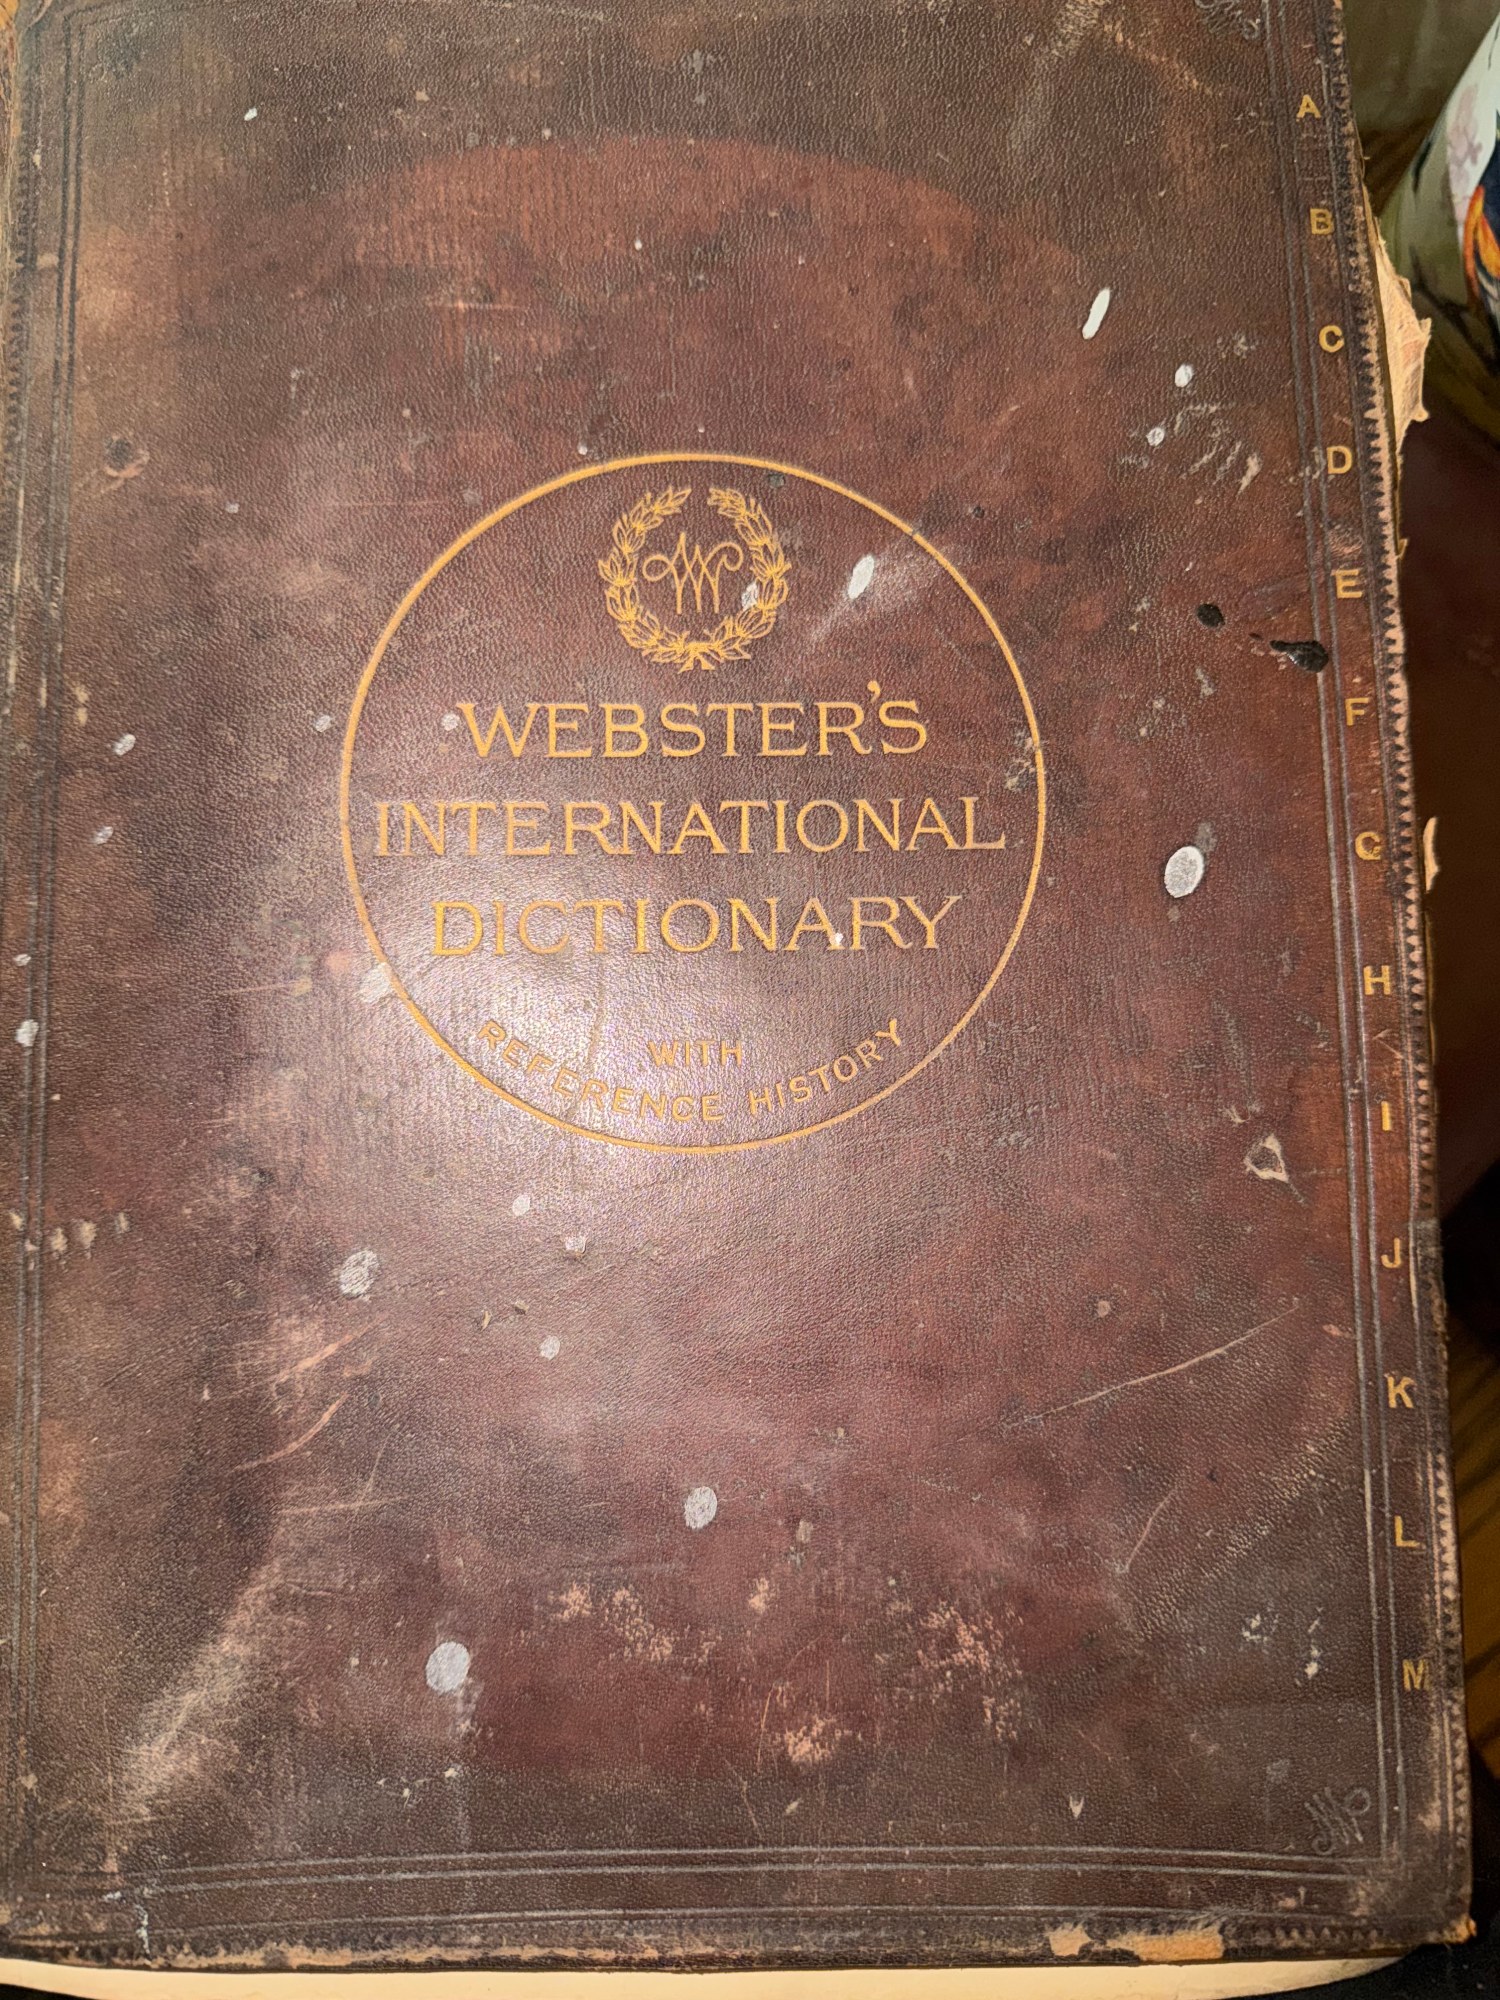 W
WEBSTER'S
INTERNATIONAL
DICTIONARY
WITH
REFERENCE HISTORY
A
B
C
D
E
F
G
H
I
J
K
L
M